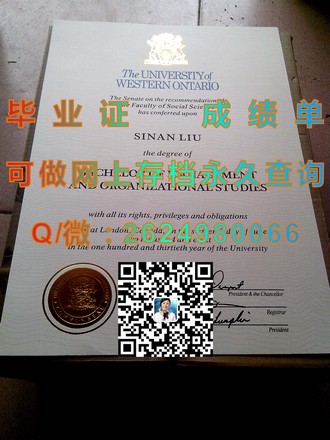 The UNIVERSITY of
WESTERN ONTARIO
The Senate on the recommendation of
the Faculty of Social Science
has conferred upon
毕业证 成绩单
SINAN LIU
the degree of
可做网上存档永久查询
AND ORGANIZATIONAL STUDIES
with all its rights, privileges and obligations
Q/微:2624980066
in the one hundred and thirtieth year of the University
President & the Chancellor
Registrar
President